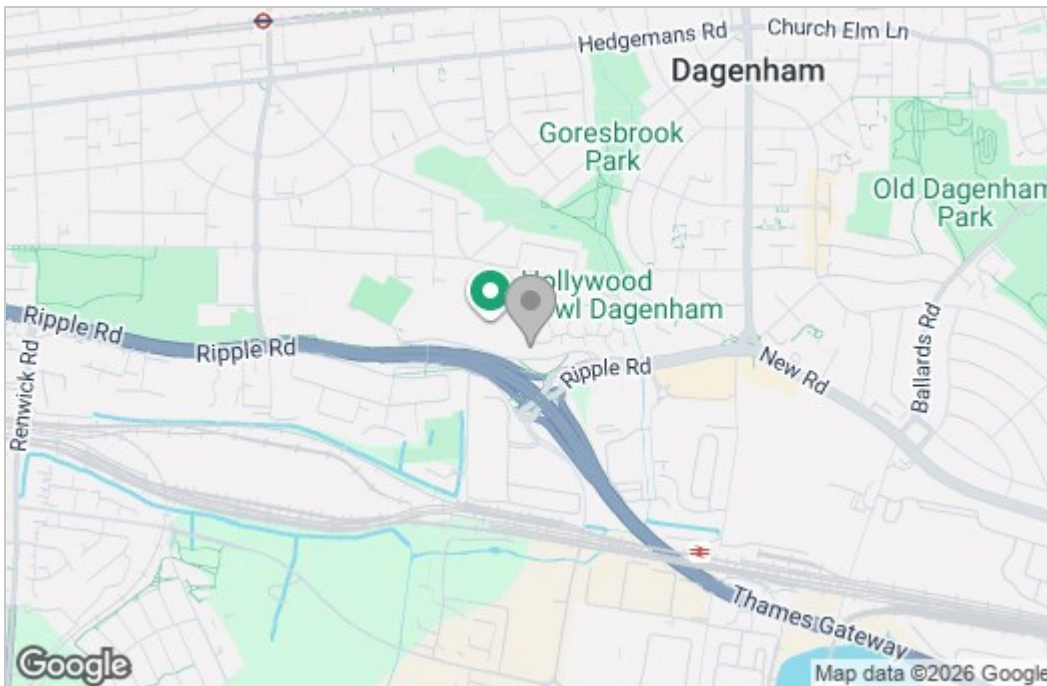 Hedgemans Rd
Church Elm Ln
Dagenham
Goresbrook
Park
Old Dagenham
Park
Hollywood
wl Dagenham
Ripple Rd
Ripple Rd
Ripple Rd
New Rd
Ballards Rd
Renwick Rd
Thames Gateway
Google
Map data ©2026 Google